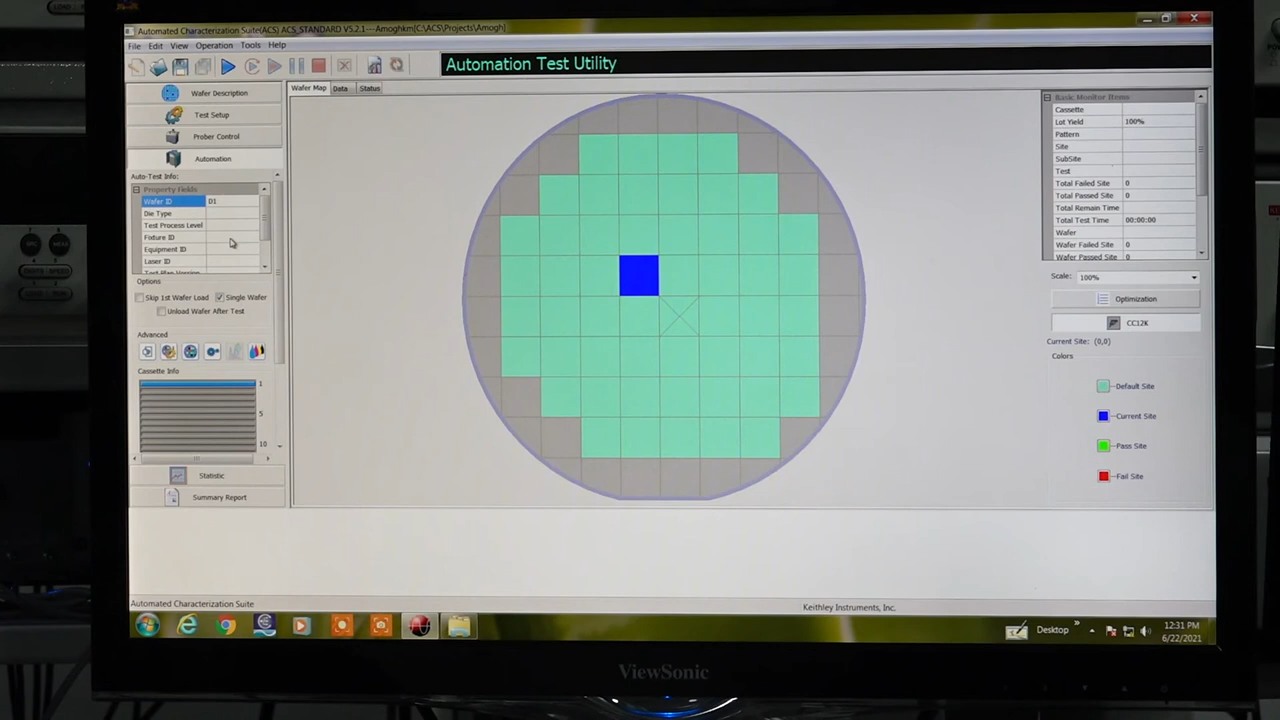 Automated Characterization Suite(ACS) ACS_STANDARD V5.2.1---Amoghkm[C:\ACS\Projects\Amogh]
File Edit View Operation Tools Help
Automation Test Utility
Wafer Description
Test Setup
Prober Control
Automation
Auto-Test Info:
Property Fields
Wafer ID D1
Die Type
Test Process Level
Fixture ID
Equipment ID
Laser ID
Test Plan Version
Options
Skip 1st Wafer Load Single Wafer
Unload Wafer After Test
Advanced
Cassette Info
1
5
10
Statistic
Summary Report
Wafer Map Data Status
Basic Monitor Items
Cassette
Lot Yield 100%
Pattern
Site
SubSite
Test
Total Failed Site 0
Total Passed Site 0
Total Remain Time
Total Test Time 00:00:00
Wafer
Wafer Failed Site 0
Wafer Passed Site 0
Scale: 100%
Optimization
CC12K
Current Site: (0,0)
Colors
Default Site
Current Site
Pass Site
Fail Site
Automated Characterization Suite
Keithley Instruments, Inc.
Desktop
12:31 PM
6/22/2021
ViewSonic